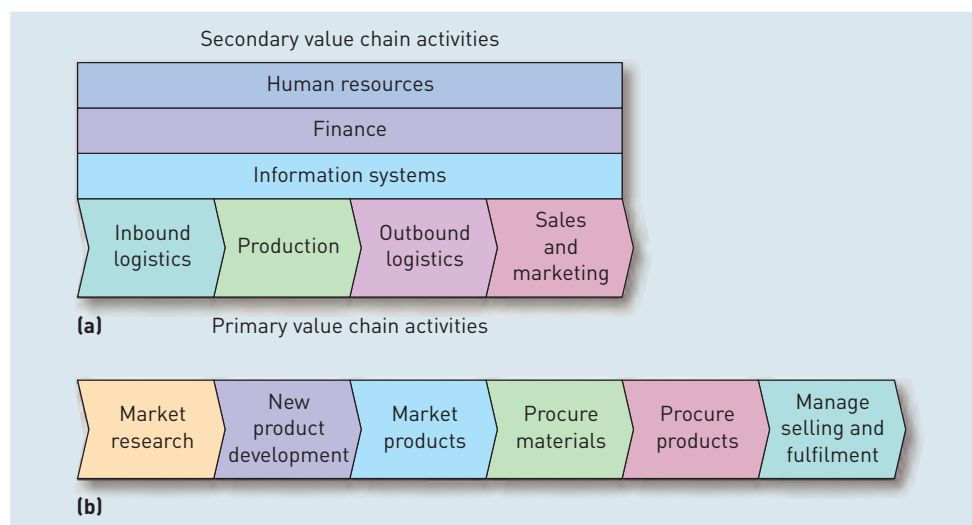 Secondary value chain activities
Human resources
Finance
Information systems
Inbound
logistics
Production
Outbound
logistics
Sales
and
marketing
(a)
Primary value chain activities
Market
research
New
product
development
Market
products
Procure
materials
Procure
products
Manage
selling and
fulfilment
(b)